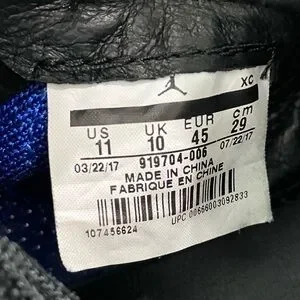 XC
US UK EUR cm
11 10 45 29
03/22/17 919704-006 07/22/17
MADE IN CHINA
FABRIQUE EN CHINE
UPC 00666003092833
107456624